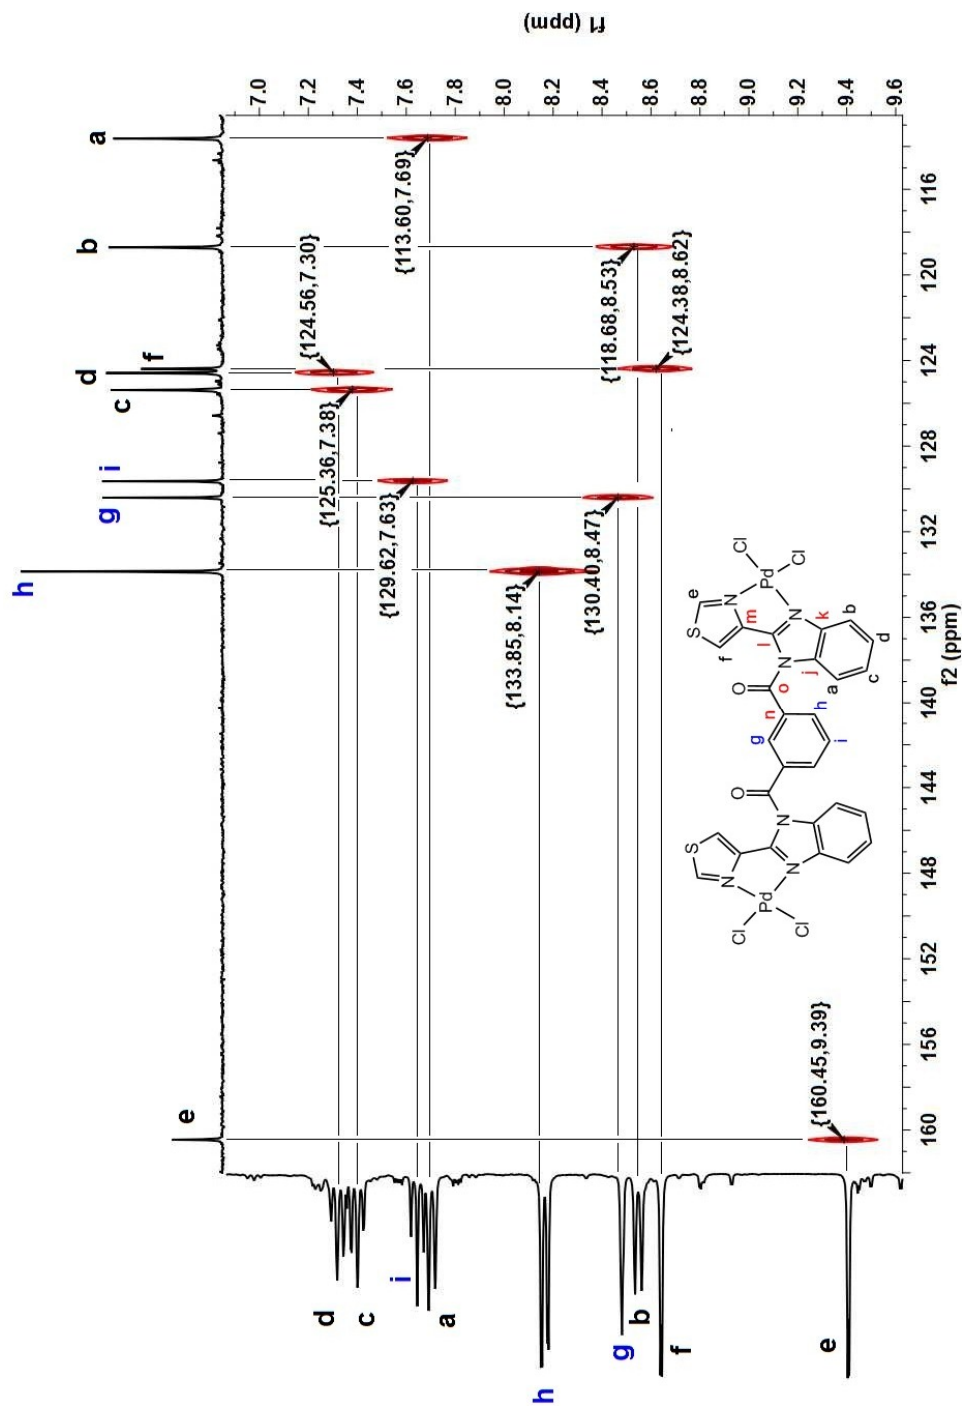 f1 (ppm)
7.0
7.2
7.4
7.6
7.8
8.0
8.2
8.4
8.6
8.8
9.0
9.2
9.4
9.6
a
b
f
d
c
i
g
h
e
{113.60,7.69}
{124.56,7.30}
{118.68,8.53}
{124.38,8.62}
{125.36,7.38}
{129.62,7.63}
{130.40,8.47}
{133.85,8.14}
{160.45,9.39}
116
120
124
128
132
136
140
144
148
152
156
160
f2 (ppm)
d
c
i
a
h
g
b
f
e
S
N
Pd
Cl
Cl
N
N
O
O
N
N
S
N
Pd
Cl
Cl
e
f
m
l
k
j
b
d
c
a
o
n
g
h
i